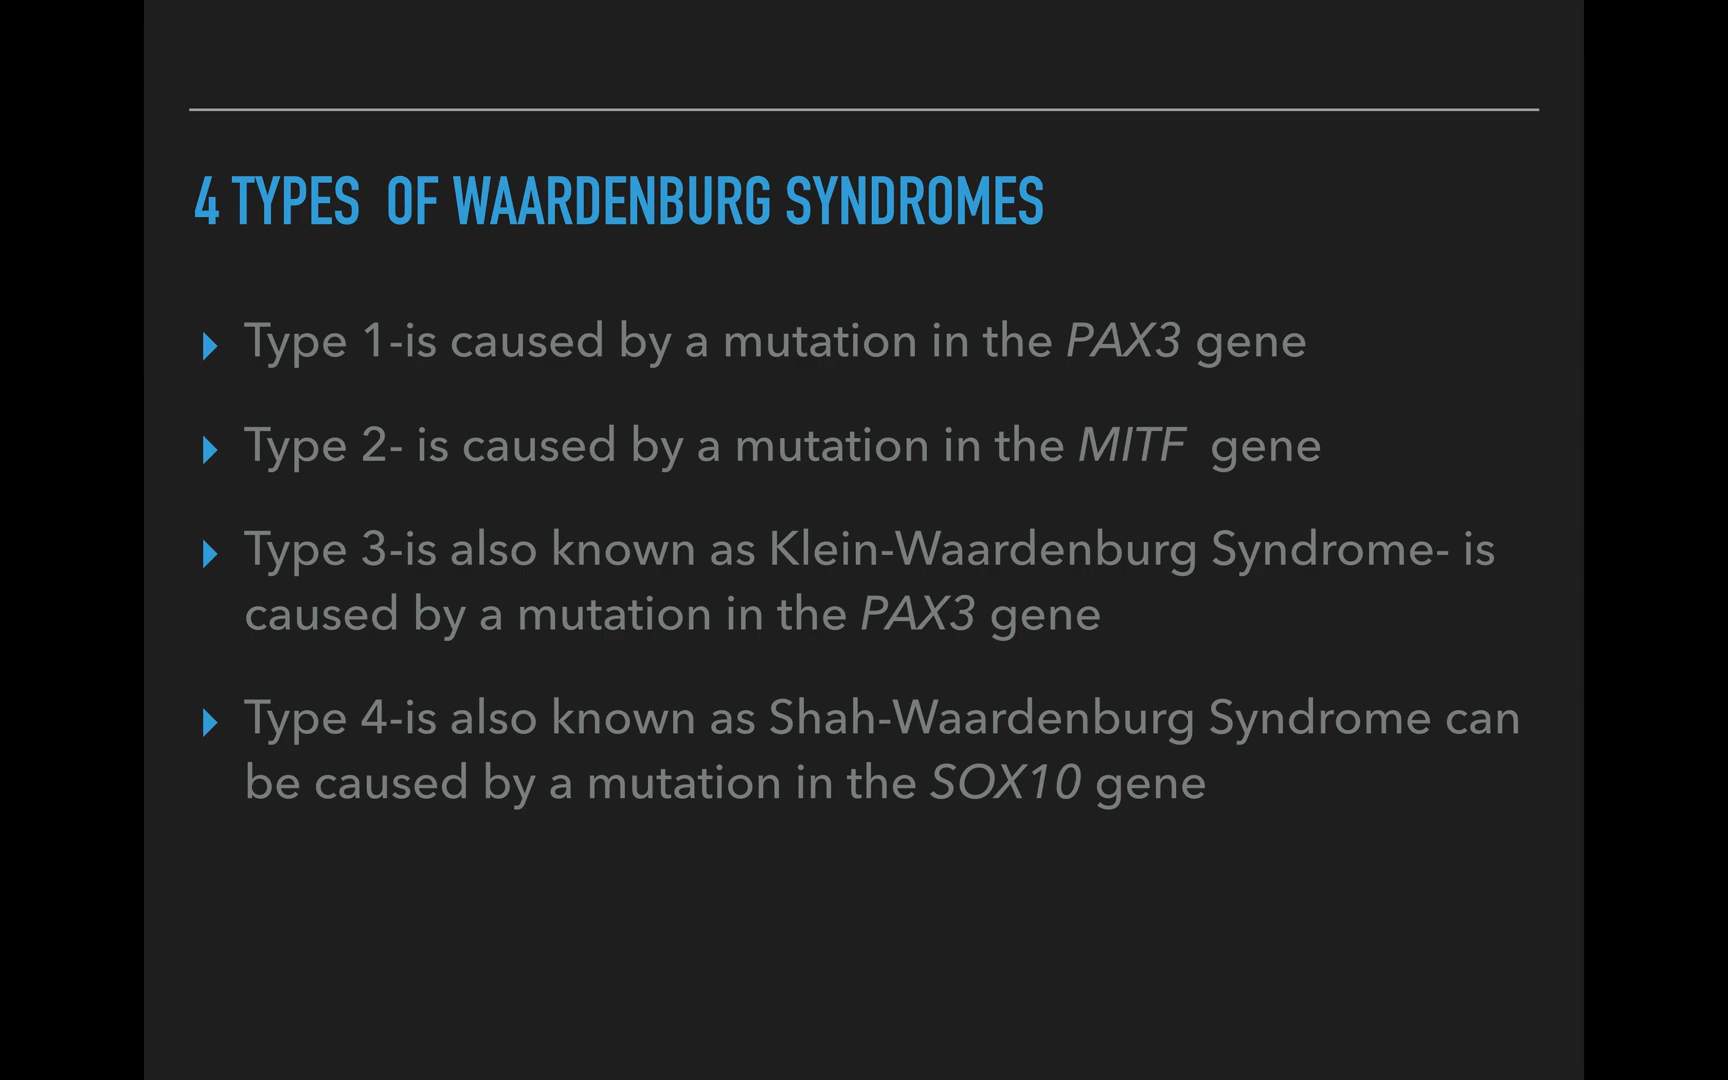 4 TYPES  OF WAARDENBURG SYNDROMES
Type 1-is caused by a mutation in the PAX3 gene
Type 2- is caused by a mutation in the MITF  gene
Type 3-is also known as Klein-Waardenburg Syndrome- is
caused by a mutation in the PAX3 gene
Type 4-is also known as Shah-Waardenburg Syndrome can
be caused by a mutation in the SOX10 gene